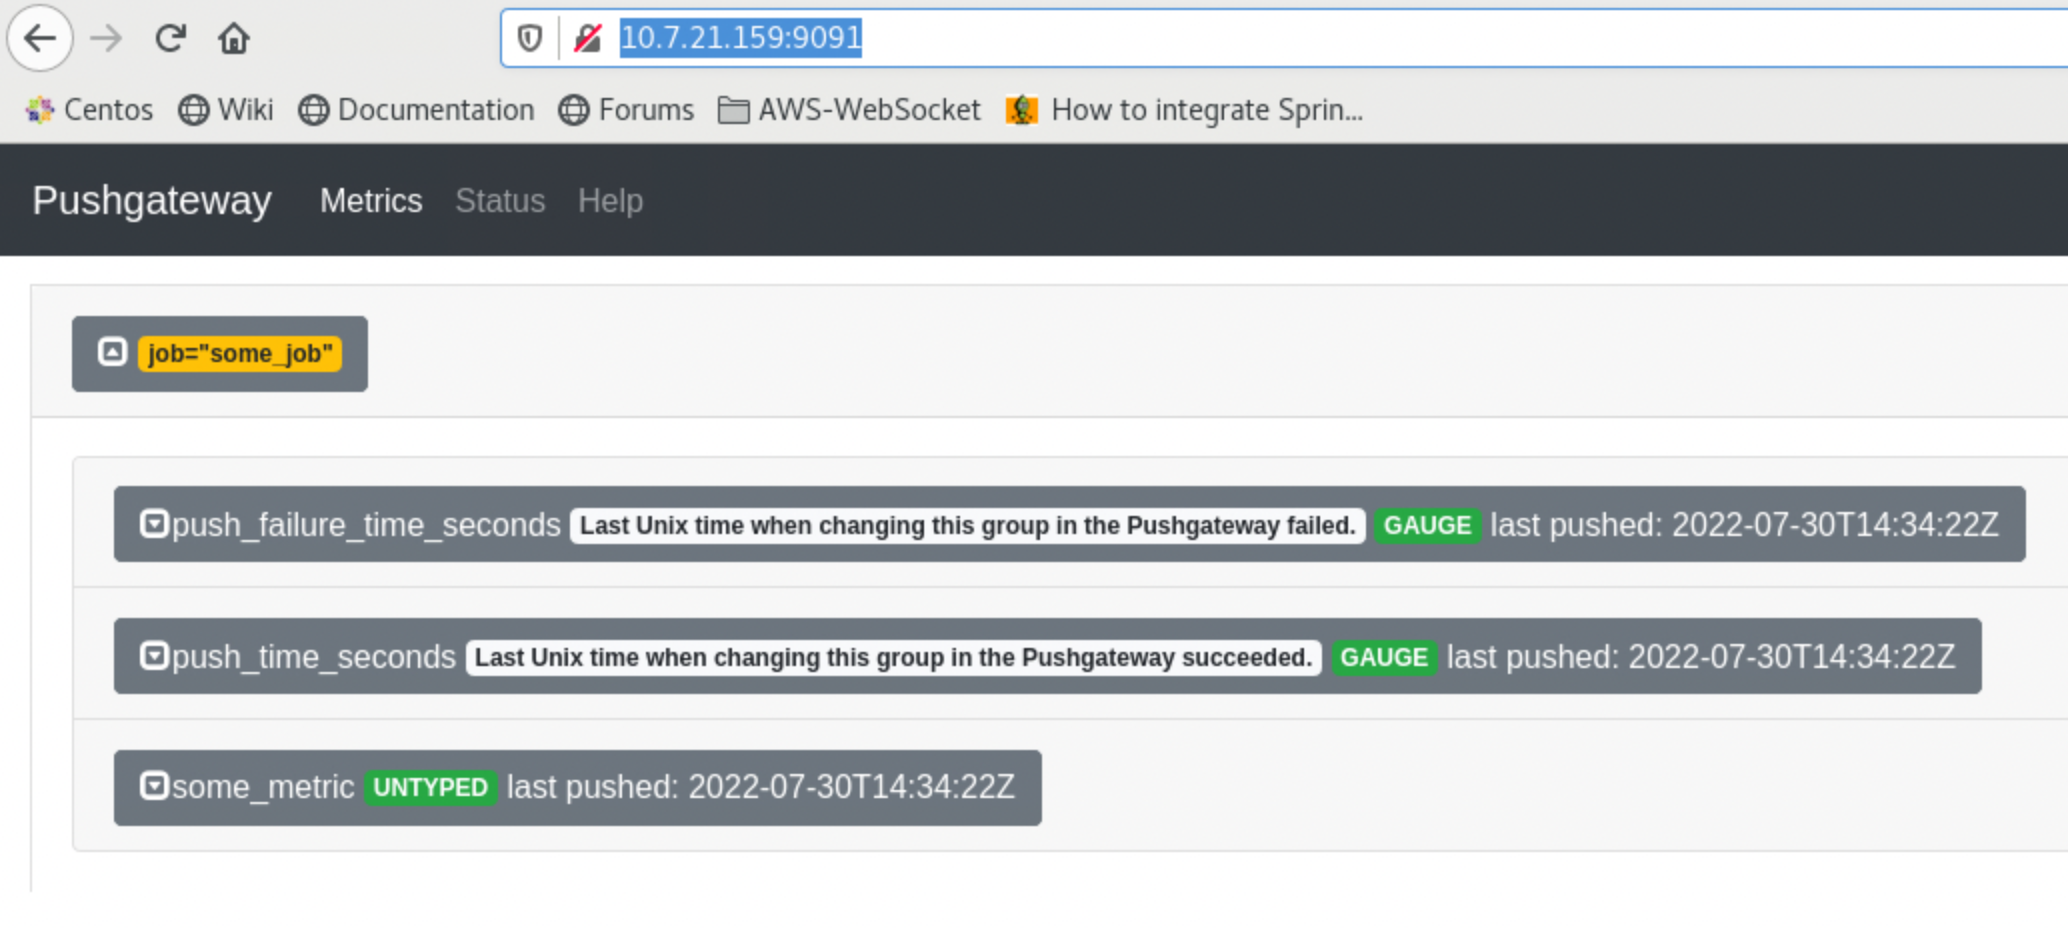 10.7.21.159:9091
Centos Wiki Documentation Forums AWS-WebSocket How to integrate Sprin...
Pushgateway Metrics Status Help
job="some_job"
push_failure_time_seconds Last Unix time when changing this group in the Pushgateway failed. GAUGE last pushed: 2022-07-30T14:34:22Z
push_time_seconds Last Unix time when changing this group in the Pushgateway succeeded. GAUGE last pushed: 2022-07-30T14:34:22Z
some_metric UNTYPED last pushed: 2022-07-30T14:34:22Z